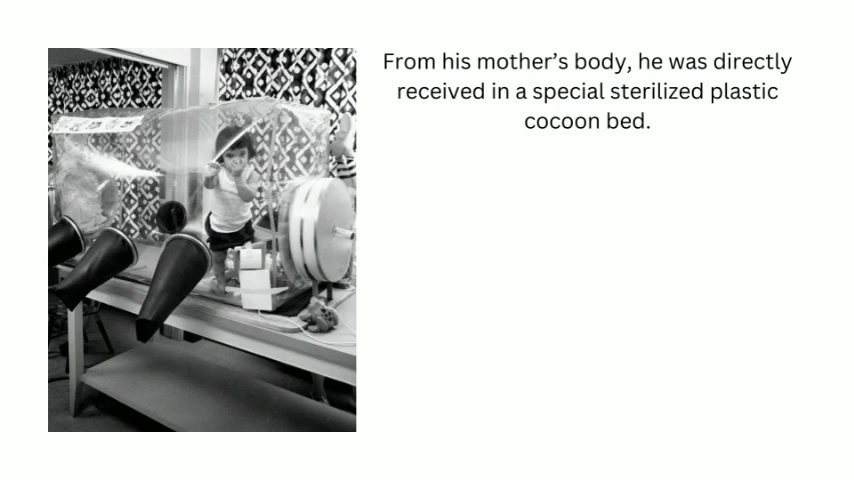 From his mother’s body, he was directly
received in a special sterilized plastic
cocoon bed.